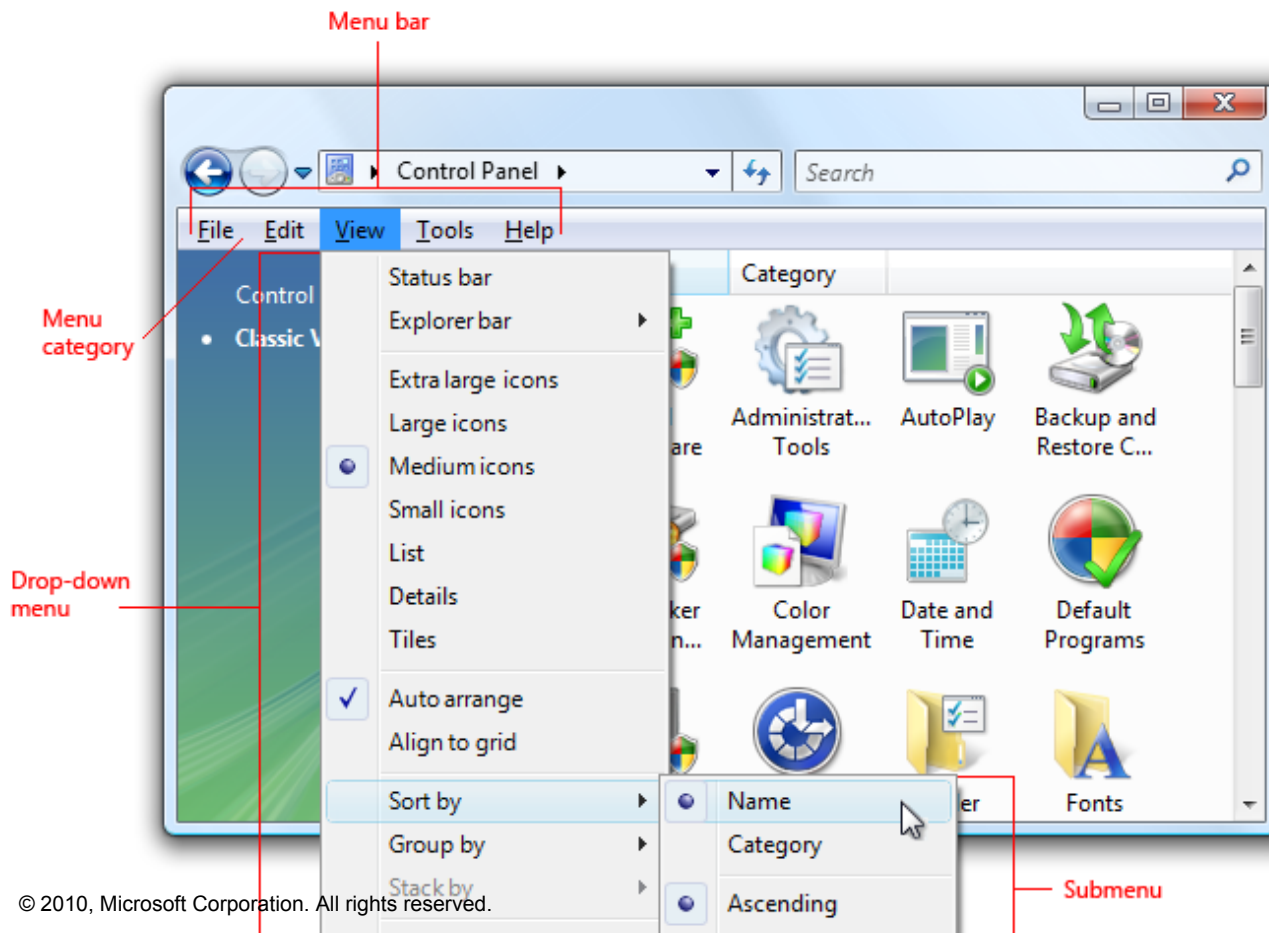 Menu bar
Control Panel
Search
File Edit View Tools Help
Menu
category
Drop-down
menu
Control
Classic V
Status bar
Explorer bar
Extra large icons
Large icons
Medium icons
Small icons
List
Details
Tiles
Auto arrange
Align to grid
Sort by
Group by
Stack by
Category
Administrat...
Tools
AutoPlay
Backup and
Restore C...
are
Color
Management
Date and
Time
Default
Programs
ker
n...
er
Fonts
Name
Category
Ascending
Submenu
© 2010, Microsoft Corporation. All rights reserved.